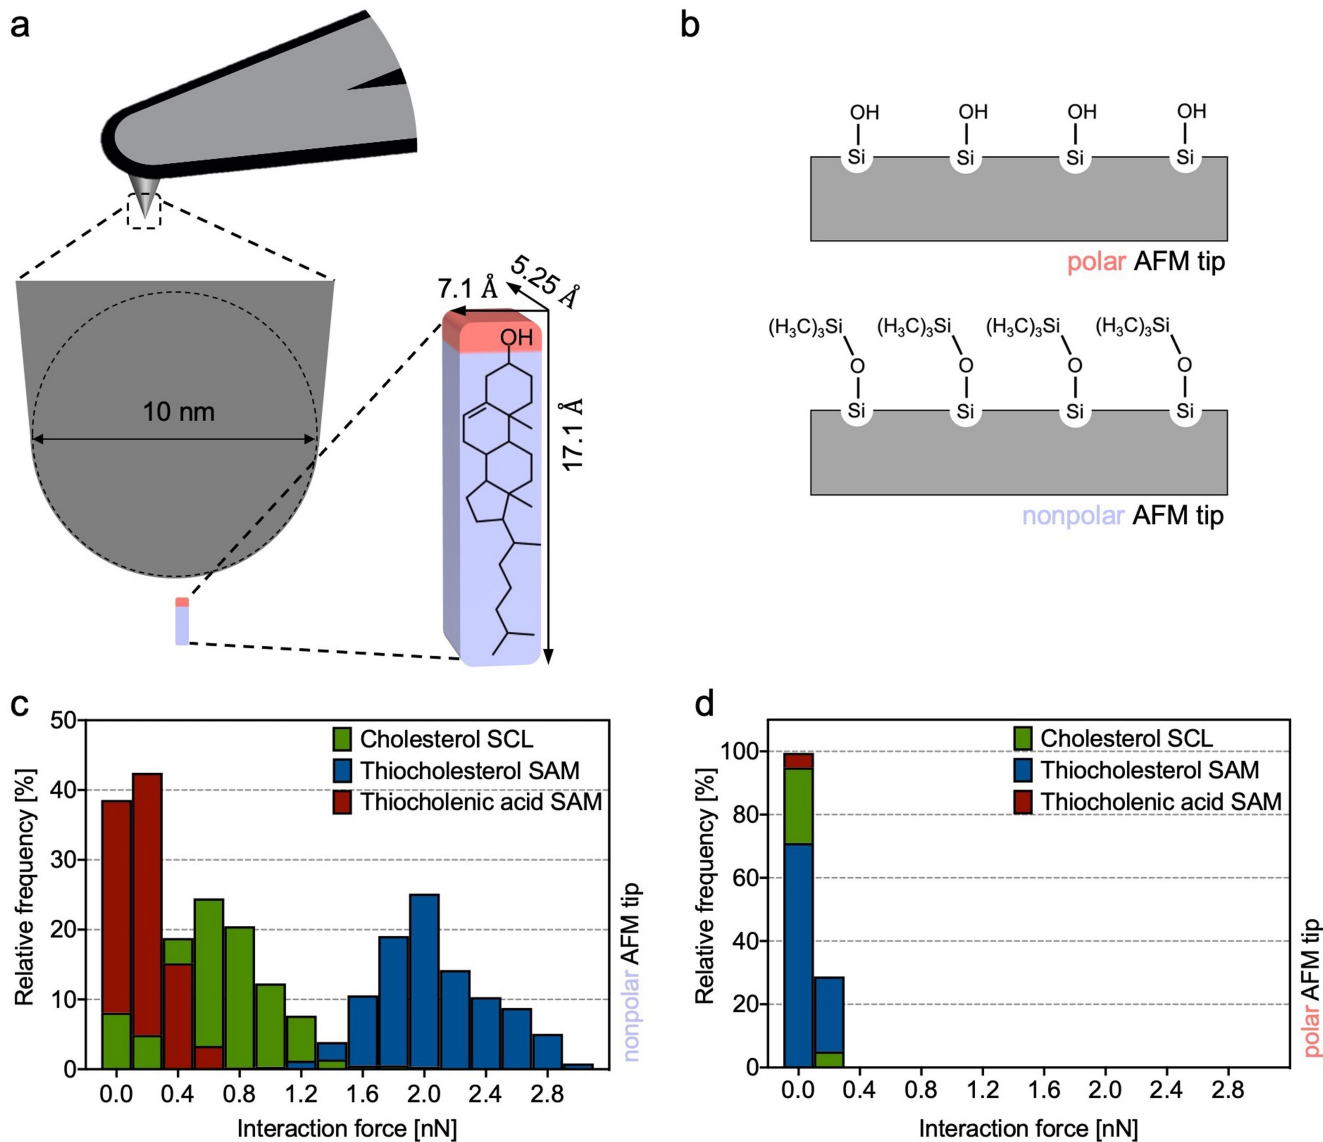 a
10 nm
7.1 Å
5.25 Å
17.1 Å
OH
b
OH OH OH OH
Si Si Si Si
polar AFM tip
(H₃C)₃Si (H₃C)₃Si (H₃C)₃Si (H₃C)₃Si
O O O O
Si Si Si Si
nonpolar AFM tip
c
50
40
30
20
10
0
Relative frequency [%]
Cholesterol SCL
Thiocholesterol SAM
Thiocholenic acid SAM
0.0 0.4 0.8 1.2 1.6 2.0 2.4 2.8
Interaction force [nN]
nonpolar AFM tip
d
100
80
60
40
20
0
Relative frequency [%]
Cholesterol SCL
Thiocholesterol SAM
Thiocholenic acid SAM
0.0 0.4 0.8 1.2 1.6 2.0 2.4 2.8
Interaction force [nN]
polar AFM tip